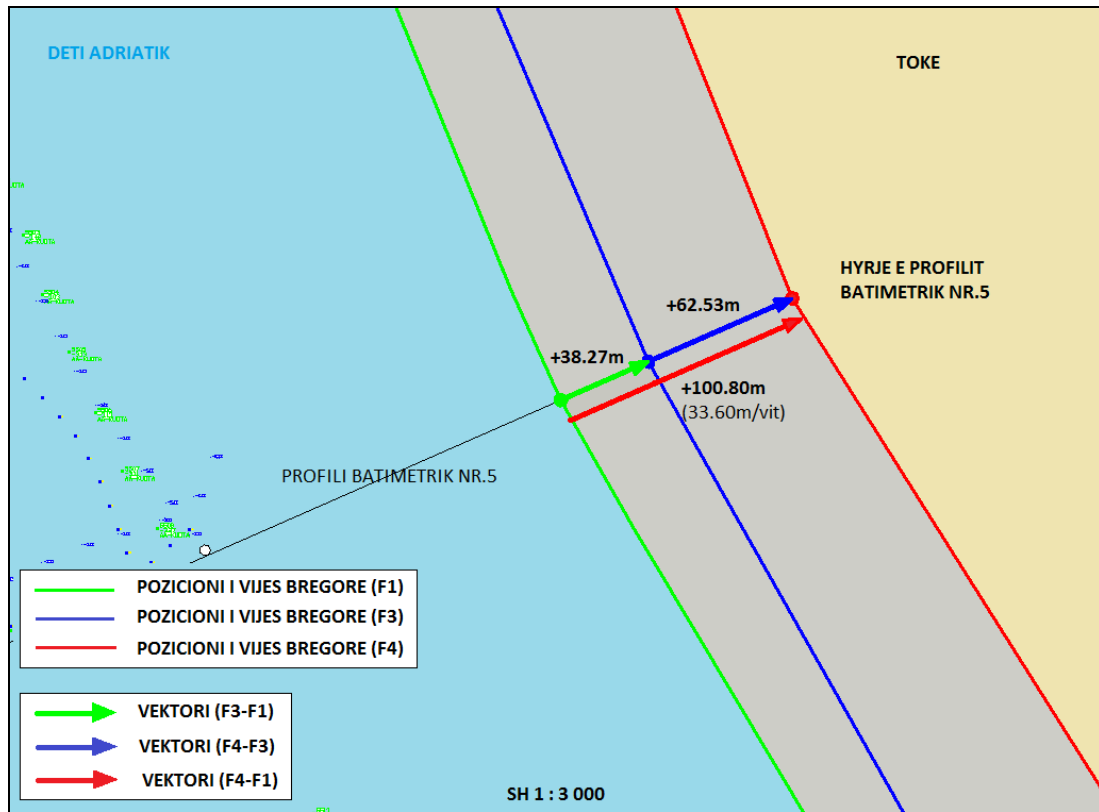 DETI ADRIATIK
TOKE
HYRJE E PROFILIT
BATIMETRIK NR.5
+62.53m
+38.27m
+100.80m
(33.60m/vit)
PROFILI BATIMETRIK NR.5
POZICIONI I VIJES BREGORE (F1)
POZICIONI I VIJES BREGORE (F3)
POZICIONI I VIJES BREGORE (F4)
VEKTORI (F3-F1)
VEKTORI (F4-F3)
VEKTORI (F4-F1)
SH 1 : 3 000